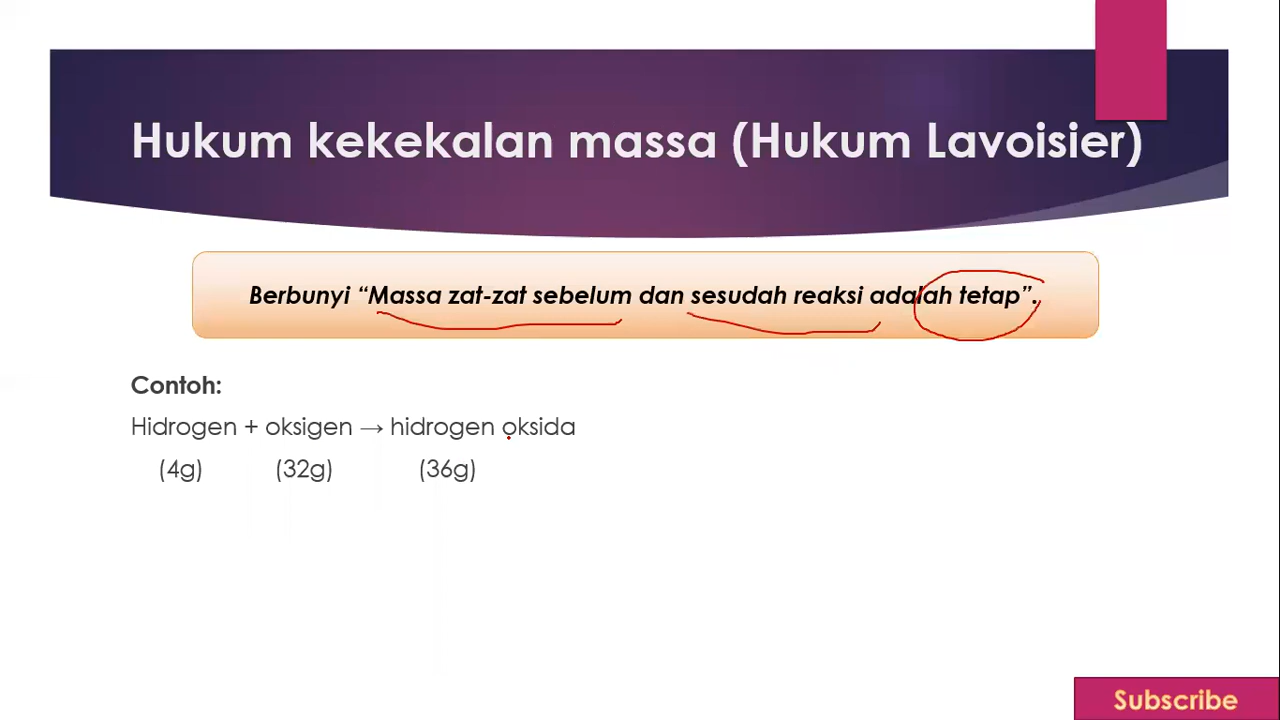 Hukum kekekalan massa (Hukum Lavoisier)
Berbunyi “Massa zat-zat sebelum dan sesudah reaksi adalah tetap”.
Contoh:
Hidrogen + oksigen → hidrogen oksida
(4g) (32g) (36g)
Subscribe